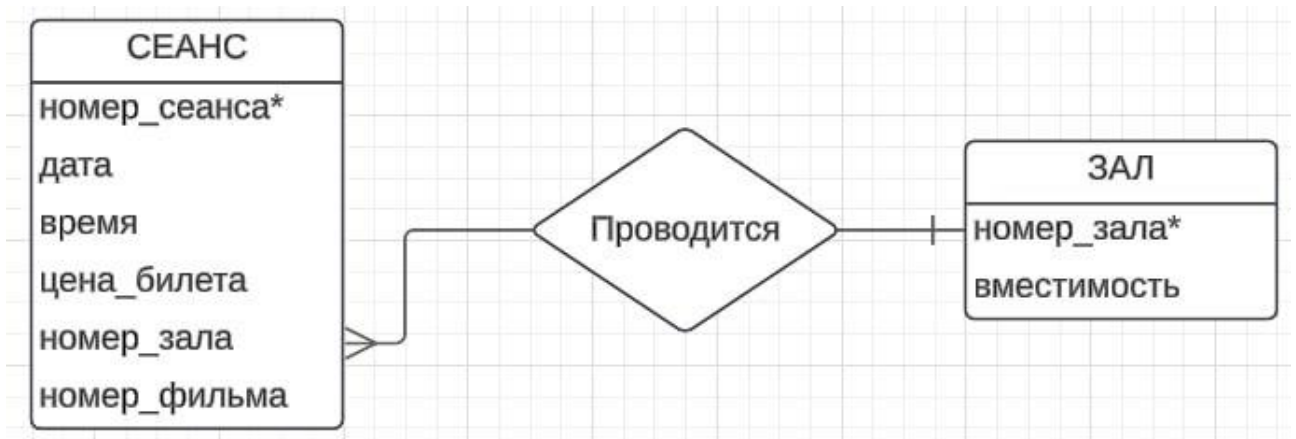 СЕАНС
номер_сеанса*
дата
время
цена_билета
номер_зала
номер_фильма
Проводится
ЗАЛ
номер_зала*
вместимость